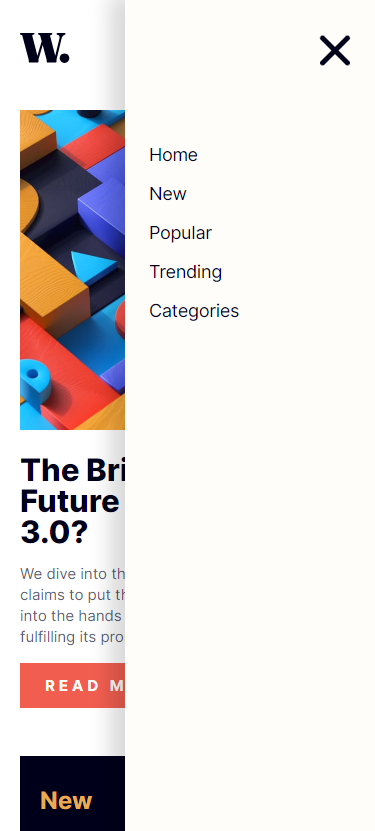 W.
Home
New
Popular
Trending
Categories
The Bri
Future
3.0?
We dive into th
claims to put th
into the hands
fulfilling its pro
READ M
New